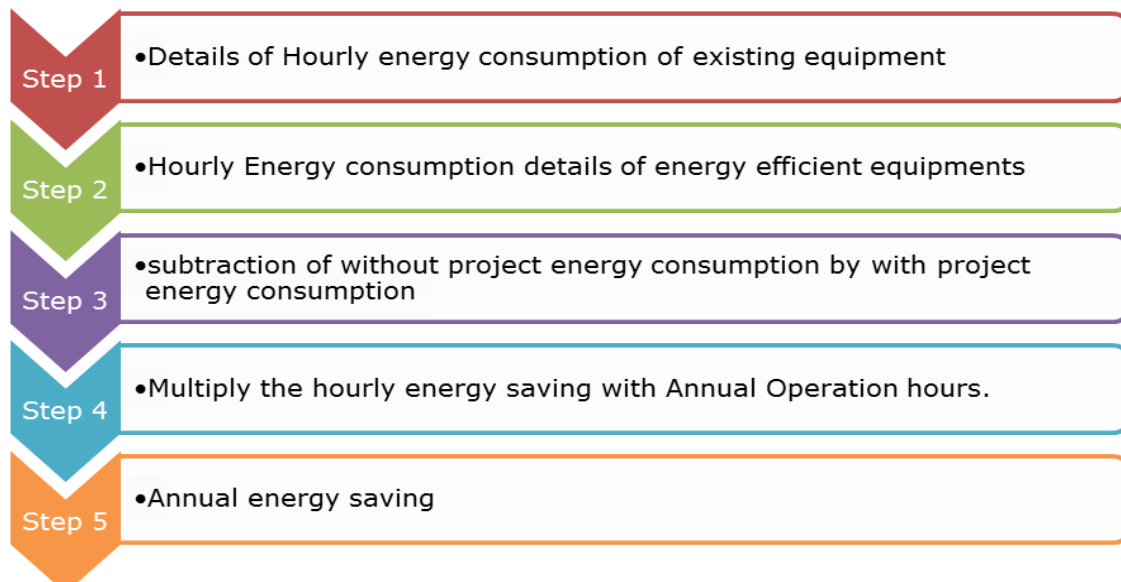 Step 1
•Details of Hourly energy consumption of existing equipment
Step 2
•Hourly Energy consumption details of energy efficient equipments
Step 3
•subtraction of without project energy consumption by with project
energy consumption
Step 4
•Multiply the hourly energy saving with Annual Operation hours.
Step 5
•Annual energy saving